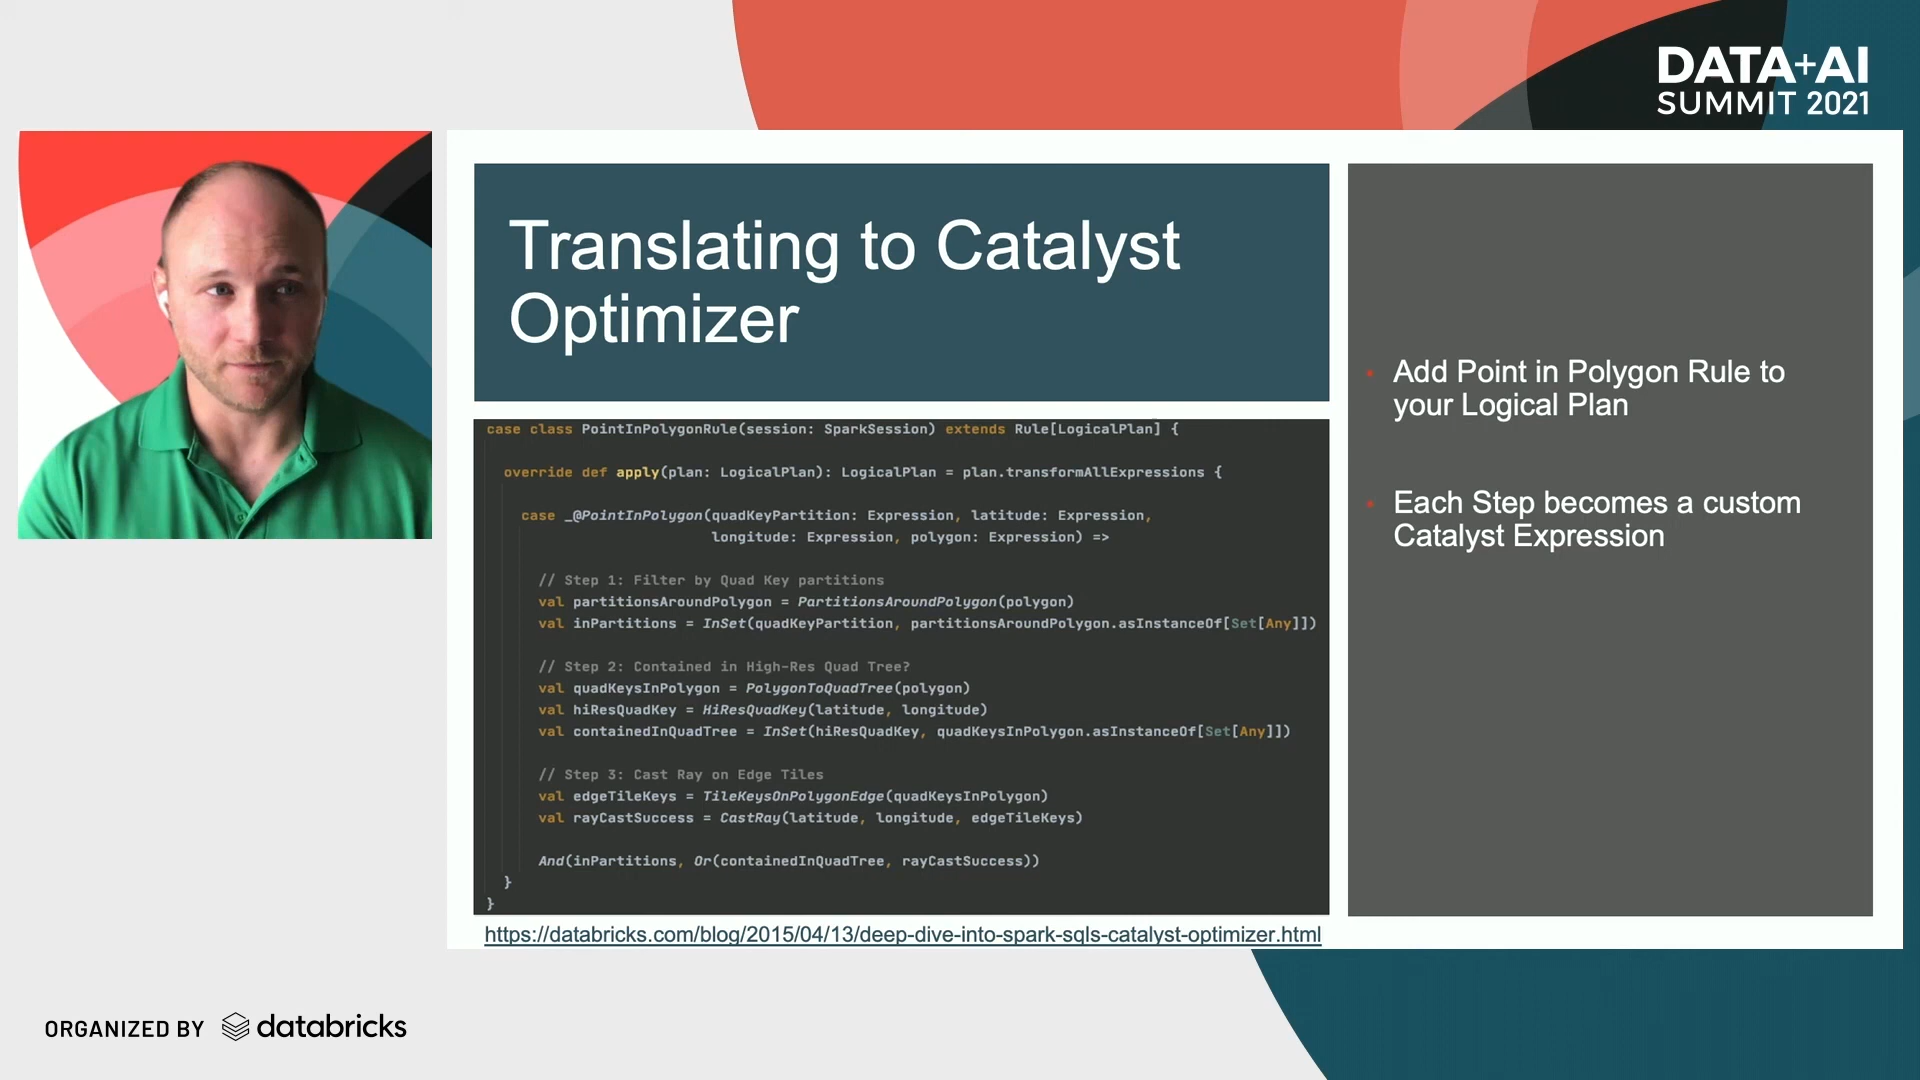 DATA+AI
SUMMIT 2021
Translating to Catalyst
Optimizer
case class PointInPolygonRule(session: SparkSession) extends Rule[LogicalPlan] {
override def apply(plan: LogicalPlan): LogicalPlan = plan.transformAllExpressions {
case _@PointInPolygon(quadKeyPartition: Expression, latitude: Expression,
longitude: Expression, polygon: Expression) =>
// Step 1: Filter by Quad Key partitions
val partitionsAroundPolygon = PartitionsAroundPolygon(polygon)
val inPartitions = InSet(quadKeyPartition, partitionsAroundPolygon.asInstanceOf[Set[Any]])
// Step 2: Contained in High-Res Quad Tree?
val quadKeysInPolygon = PolygonToQuadTree(polygon)
val hiResQuadKey = HiResQuadKey(latitude, longitude)
val containedInQuadTree = InSet(hiResQuadKey, quadKeysInPolygon.asInstanceOf[Set[Any]])
// Step 3: Cast Ray on Edge Tiles
val edgeTileKeys = TileKeysOnPolygonEdge(quadKeysInPolygon)
val rayCastSuccess = CastRay(latitude, longitude, edgeTileKeys)
And(inPartitions, Or(containedInQuadTree, rayCastSuccess))
}
}
https://databricks.com/blog/2015/04/13/deep-dive-into-spark-sqls-catalyst-optimizer.html
• Add Point in Polygon Rule to
your Logical Plan
• Each Step becomes a custom
Catalyst Expression
ORGANIZED BY databricks